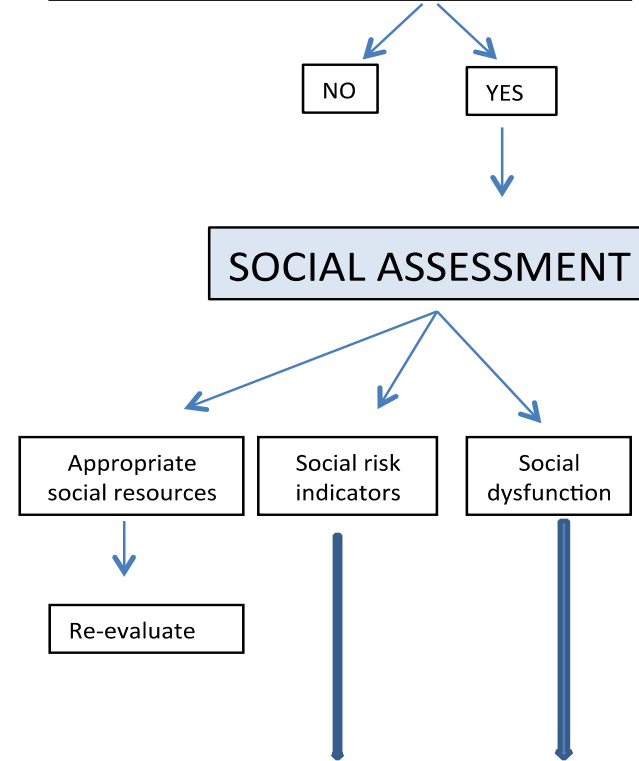 NO
YES
SOCIAL ASSESSMENT
Appropriate
social resources
Social risk
indicators
Social
dysfunction
Re-evaluate